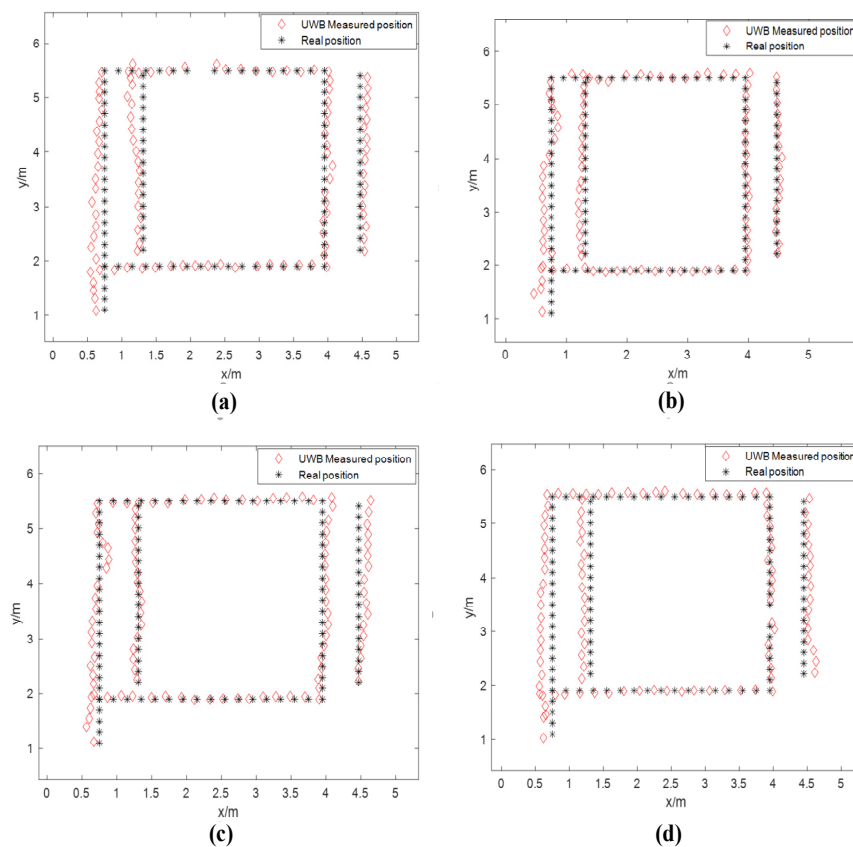 UWB Measured position
Real position
6
5
4
3
2
1
y/m
0 0.5 1 1.5 2 2.5 3 3.5 4 4.5 5
x/m
(a)
UWB Measured position
Real position
6
5
4
3
2
1
y/m
0 1 2 3 4 5
x/m
(b)
UWB Measured position
Real position
6
5
4
3
2
1
y/m
0 0.5 1 1.5 2 2.5 3 3.5 4 4.5 5
x/m
(c)
UWB Measured position
Real position
6
5
4
3
2
1
y/m
0 0.5 1 1.5 2 2.5 3 3.5 4 4.5 5
x/m
(d)